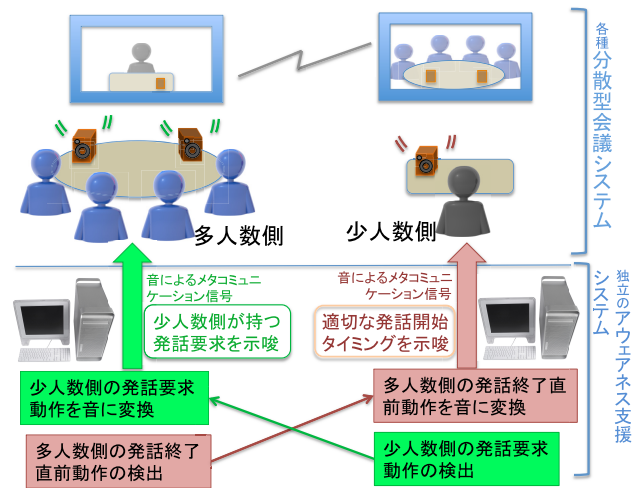 各種分散型会議システム
多人数側
少人数側
音によるメタコミュニ
ケーション信号
少人数側が持つ
発話要求を示唆
音によるメタコミュニ
ケーション信号
適切な発話開始
タイミングを示唆
独立のアウェアネス支援
システム
少人数側の発話要求
動作を音に変換
多人数側の発話終了直
前動作を音に変換
多人数側の発話終了
直前動作の検出
少人数側の発話要求
動作の検出